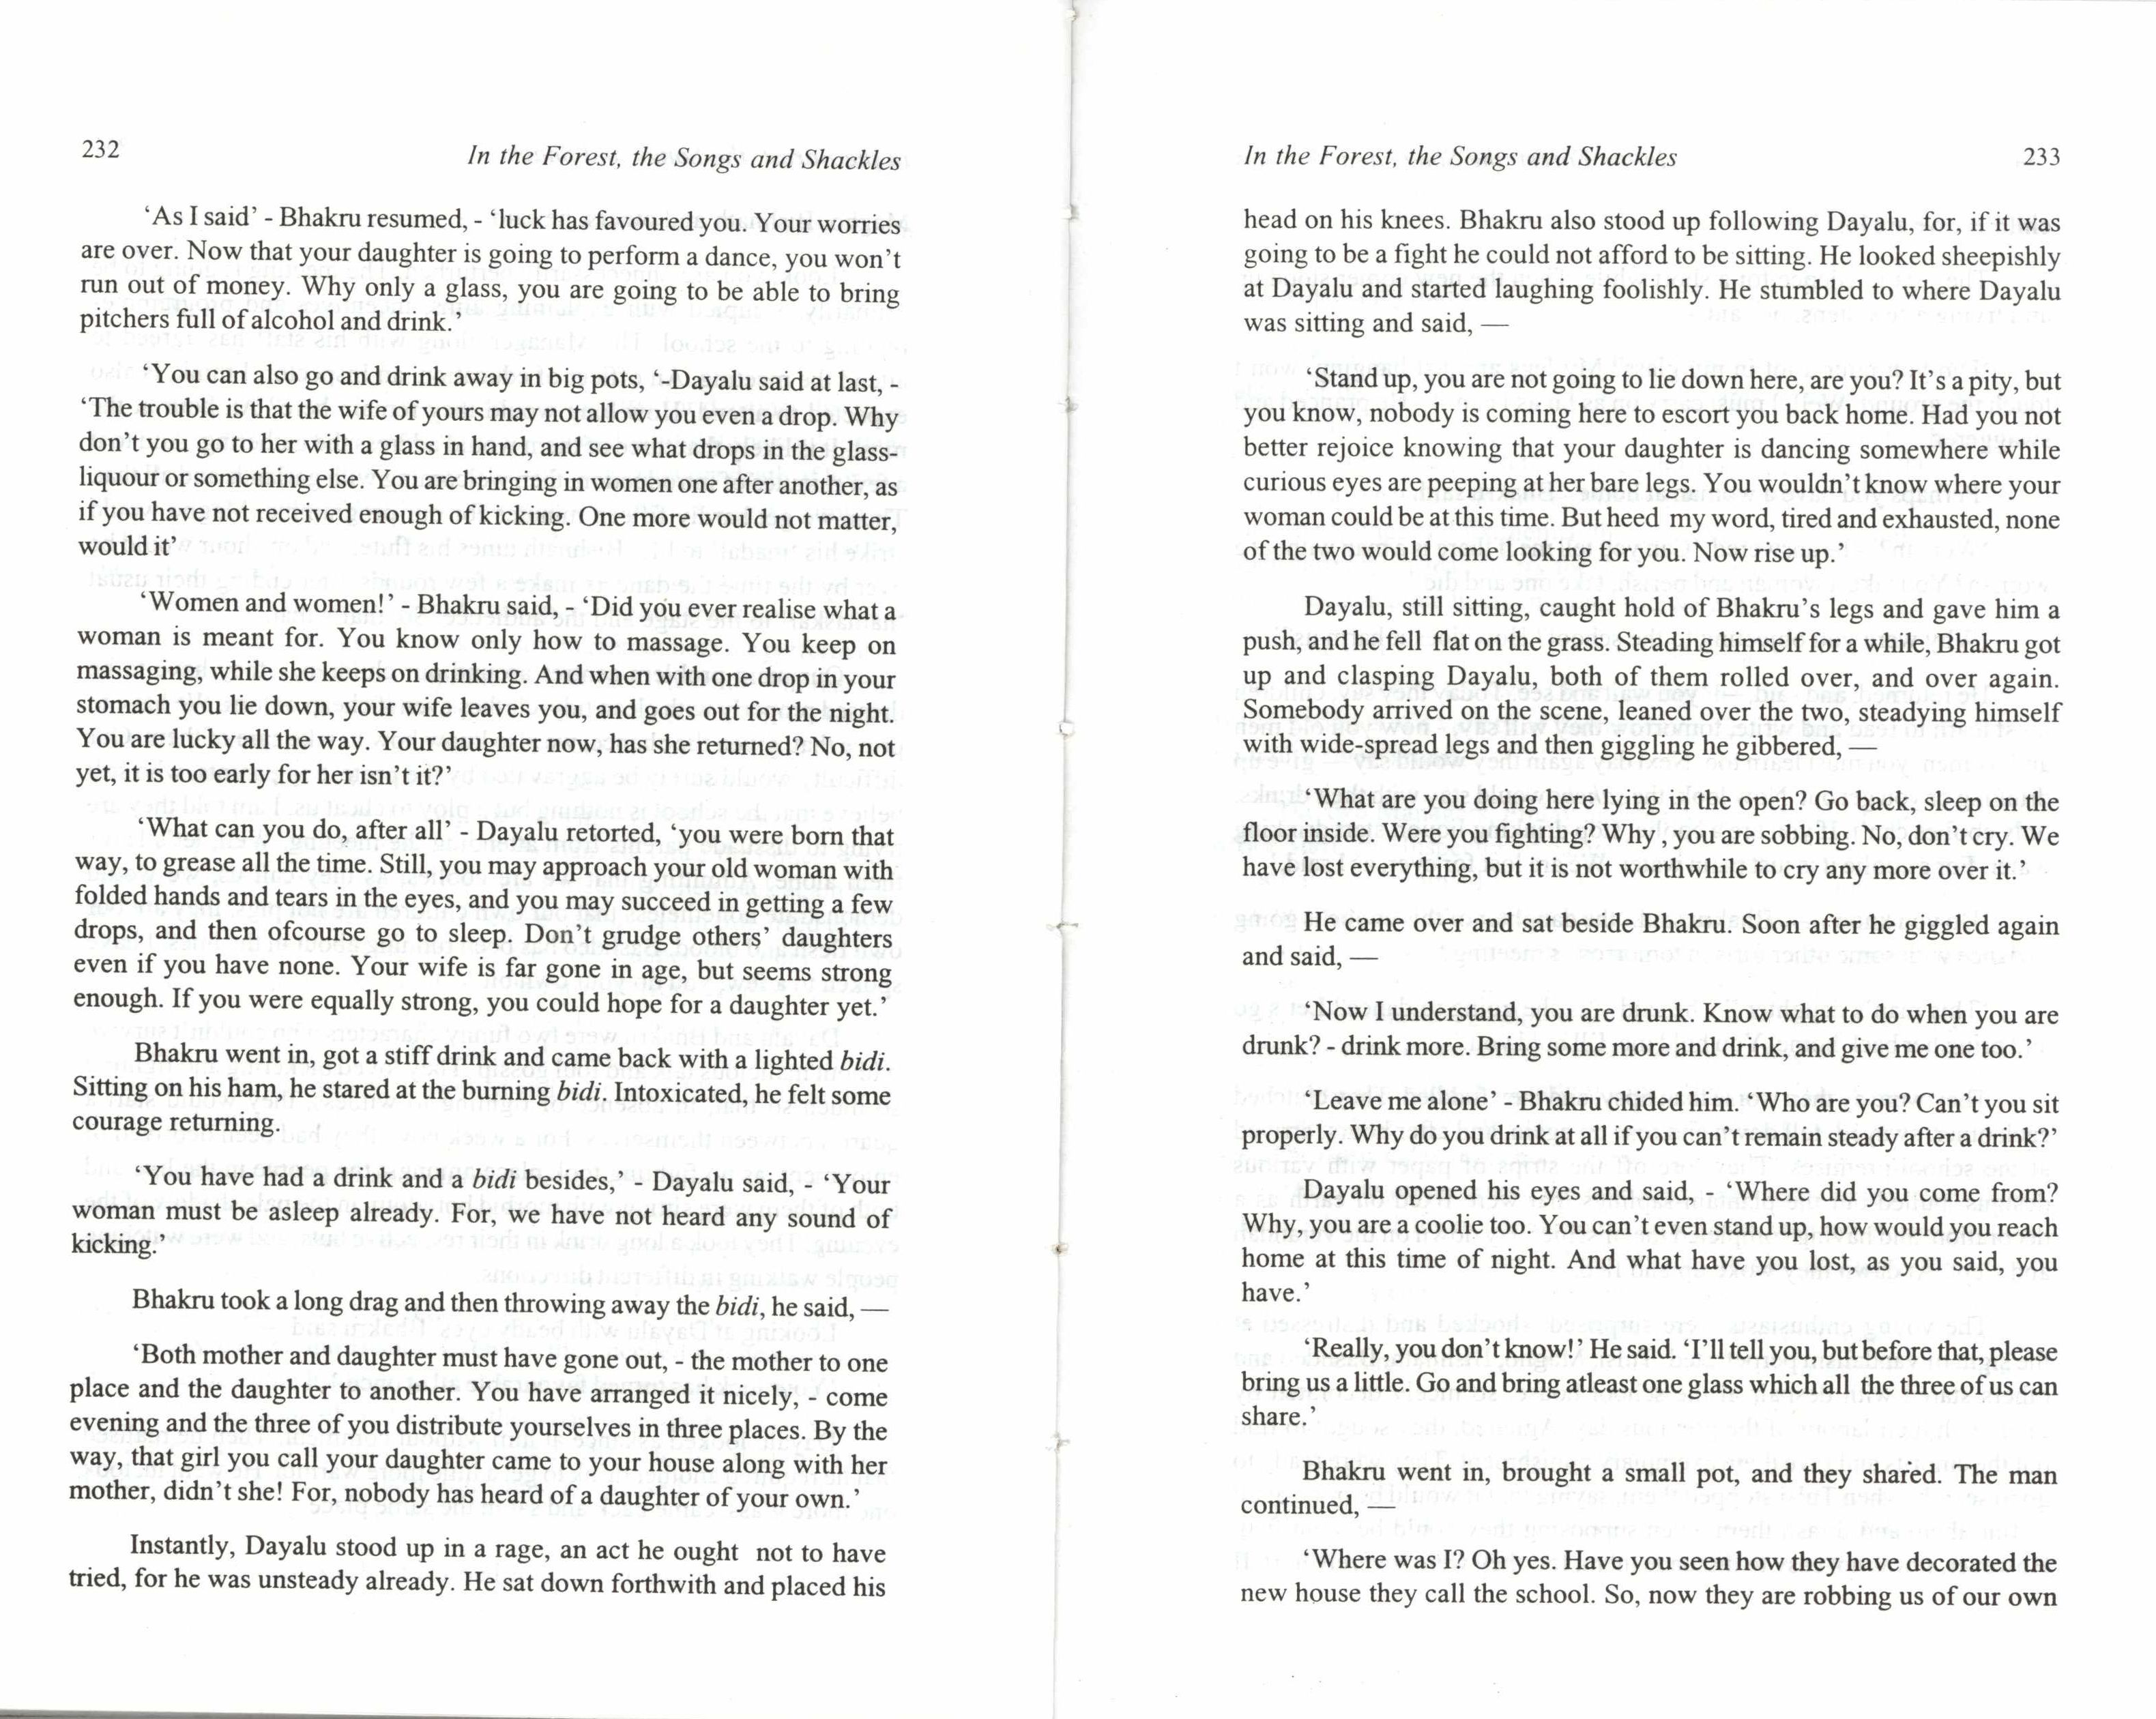 232
In the Forest, the Songs and Shackles
‘As I said’ - Bhakru resumed, - ‘luck has favoured you. Your worries
are over. Now that your daughter is going to perform a dance, you won’t
run out of money. Why only a glass, you are going to be able to bring
pitchers full of alcohol and drink.’
‘You can also go and drink away in big pots, ‘-Dayalu said at last, -
‘The trouble is that the wife of yours may not allow you even a drop. Why
don’t you go to her with a glass in hand, and see what drops in the glass-
liquour or something else. You are bringing in women one after another, as
if you have not received enough of kicking. One more would not matter,
would it’
‘Women and women!’ - Bhakru said, - ‘Did you ever realise what a
woman is meant for. You know only how to massage. You keep on
massaging, while she keeps on drinking. And when with one drop in your
stomach you lie down, your wife leaves you, and goes out for the night.
You are lucky all the way. Your daughter now, has she returned? No, not
yet, it is too early for her isn’t it?’
‘What can you do, after all’ - Dayalu retorted, ‘you were born that
way, to grease all the time. Still, you may approach your old woman with
folded hands and tears in the eyes, and you may succeed in getting a few
drops, and then ofcourse go to sleep. Don’t grudge others’ daughters
even if you have none. Your wife is far gone in age, but seems strong
enough. If you were equally strong, you could hope for a daughter yet.’
Bhakru went in, got a stiff drink and came back with a lighted bidi.
Sitting on his ham, he stared at the burning bidi. Intoxicated, he felt some
courage returning.
‘You have had a drink and a bidi besides,’ - Dayalu said, - ‘Your
woman must be asleep already. For, we have not heard any sound of
kicking.’
Bhakru took a long drag and then throwing away the bidi, he said, —
‘Both mother and daughter must have gone out, - the mother to one
place and the daughter to another. You have arranged it nicely, - come
evening and the three of you distribute yourselves in three places. By the
way, that girl you call your daughter came to your house along with her
mother, didn’t she! For, nobody has heard of a daughter of your own.’
Instantly, Dayalu stood up in a rage, an act he ought not to have
tried, for he was unsteady already. He sat down forthwith and placed his
In the Forest, the Songs and Shackles
233
head on his knees. Bhakru also stood up following Dayalu, for, if it was
going to be a fight he could not afford to be sitting. He looked sheepishly
at Dayalu and started laughing foolishly. He stumbled to where Dayalu
was sitting and said, —
‘Stand up, you are not going to lie down here, are you? It’s a pity, but
you know, nobody is coming here to escort you back home. Had you not
better rejoice knowing that your daughter is dancing somewhere while
curious eyes are peeping at her bare legs. You wouldn’t know where your
woman could be at this time. But heed my word, tired and exhausted, none
of the two would come looking for you. Now rise up.’
Dayalu, still sitting, caught hold of Bhakru’s legs and gave him a
push, and he fell flat on the grass. Steading himself for a while, Bhakru got
up and clasping Dayalu, both of them rolled over, and over again.
Somebody arrived on the scene, leaned over the two, steadying himself
with wide-spread legs and then giggling he gibbered, —
‘What are you doing here lying in the open? Go back, sleep on the
floor inside. Were you fighting? Why , you are sobbing. No, don’t cry. We
have lost everything, but it is not worthwhile to cry any more over it.’
He came over and sat beside Bhakru. Soon after he giggled again
and said, —
‘Now I understand, you are drunk. Know what to do when you are
drunk? - drink more. Bring some more and drink, and give me one too.’
‘Leave me alone’ - Bhakru chided him. ‘Who are you? Can’t you sit
properly. Why do you drink at all if you can’t remain steady after a drink?’
Dayalu opened his eyes and said, - ‘Where did you come from?
Why, you are a coolie too. You can’t even stand up, how would you reach
home at this time of night. And what have you lost, as you said, you
have.’
‘Really, you don’t know!’ He said. ‘I’ll tell you, but before that, please
bring us a little. Go and bring atleast one glass which all the three of us can
share.’
Bhakru went in, brought a small pot, and they shared. The man
continued, —
‘Where was I? Oh yes. Have you seen how they have decorated the
new house they call the school. So, now they are robbing us of our own